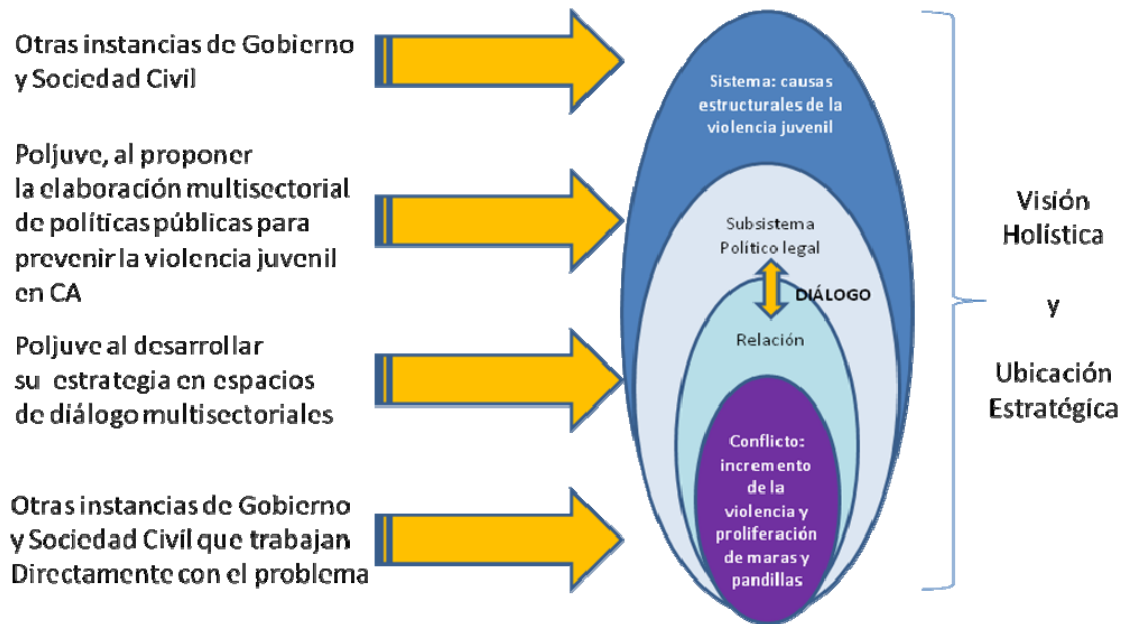 Otras instancias de Gobierno
y Sociedad Civil
Poljuve, al proponer
la elaboración multisectorial
de políticas públicas para
prevenir la violencia juvenil
en CA
Poljuve al desarrollar
su estrategia en espacios
de diálogo multisectoriales
Otras instancias de Gobierno
y Sociedad Civil que trabajan
Directamente con el problema
Sistema: causas
estructurales de la
violencia juvenil
Subsistema
Político legal
DIÁLOGO
Relación
Conflicto:
incremento
de la
violencia y
proliferación
de maras y
pandillas
Visión
Holística
y
Ubicación
Estratégica